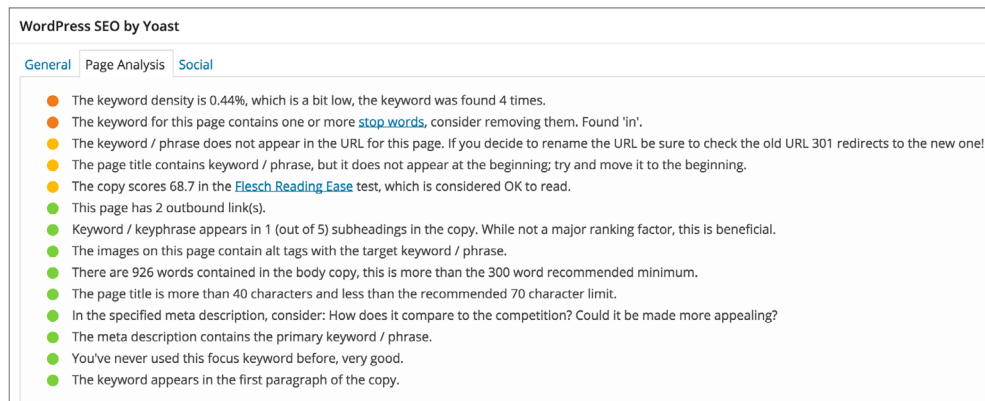 WordPress SEO by Yoast
General Page Analysis Social
The keyword density is 0.44%, which is a bit low, the keyword was found 4 times.
The keyword for this page contains one or more stop words, consider removing them. Found 'in'.
The keyword / phrase does not appear in the URL for this page. If you decide to rename the URL be sure to check the old URL 301 redirects to the new one!
The page title contains keyword / phrase, but it does not appear at the beginning; try and move it to the beginning.
The copy scores 68.7 in the Flesch Reading Ease test, which is considered OK to read.
This page has 2 outbound link(s).
Keyword / keyphrase appears in 1 (out of 5) subheadings in the copy. While not a major ranking factor, this is beneficial.
The images on this page contain alt tags with the target keyword / phrase.
There are 926 words contained in the body copy, this is more than the 300 word recommended minimum.
The page title is more than 40 characters and less than the recommended 70 character limit.
In the specified meta description, consider: How does it compare to the competition? Could it be made more appealing?
The meta description contains the primary keyword / phrase.
You've never used this focus keyword before, very good.
The keyword appears in the first paragraph of the copy.